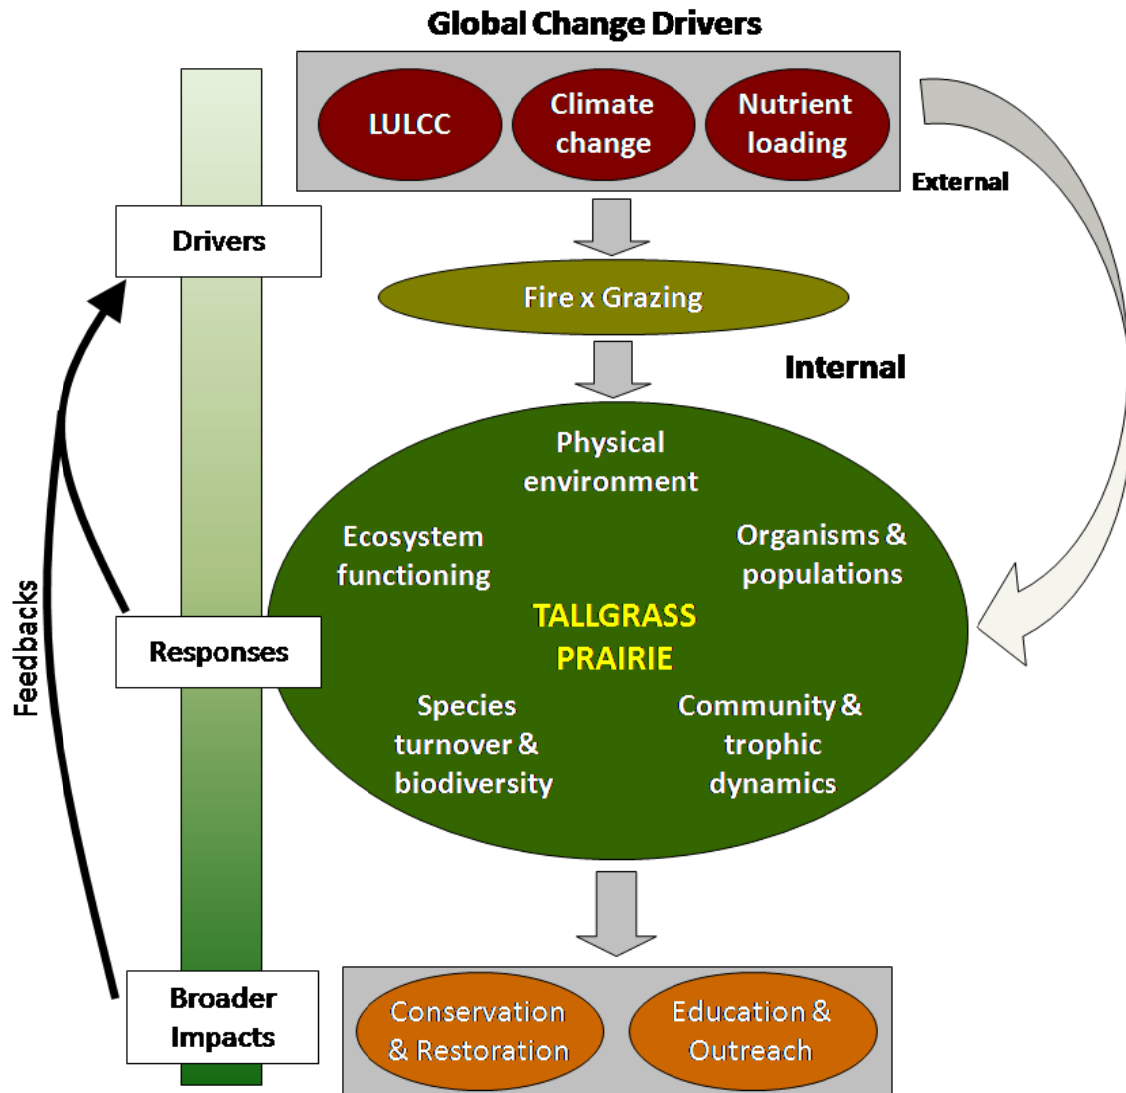 Global Change Drivers
LULCC
Climate
change
Nutrient
loading
External
Drivers
Fire x Grazing
Internal
Physical
environment
Ecosystem
functioning
Organisms &
populations
TALLGRASS
PRAIRIE
Responses
Feedbacks
Species
turnover &
biodiversity
Community &
trophic
dynamics
Broader
Impacts
Conservation
& Restoration
Education &
Outreach